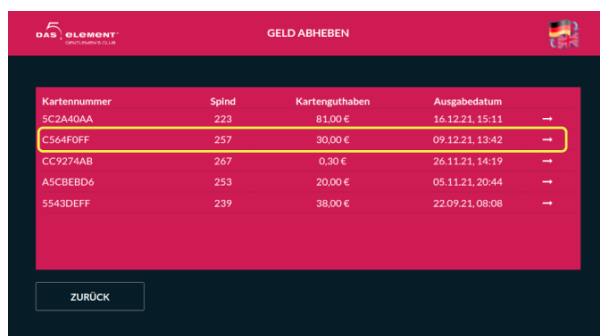 DAS 5 ELEMENT
GENTLEMEN'S CLUB
GELD ABHEBEN
Kartennummer Spind Kartenguthaben Ausgabedatum
5C2A40AA 223 81,00 € 16.12.21, 15:11 →
C564F0FF 257 30,00 € 09.12.21, 13:42 →
CC9274AB 267 0,30 € 26.11.21, 14:19 →
A5CBEBD6 253 20,00 € 05.11.21, 20:44 →
5543DEFF 239 38,00 € 22.09.21, 08:08 →
ZURÜCK